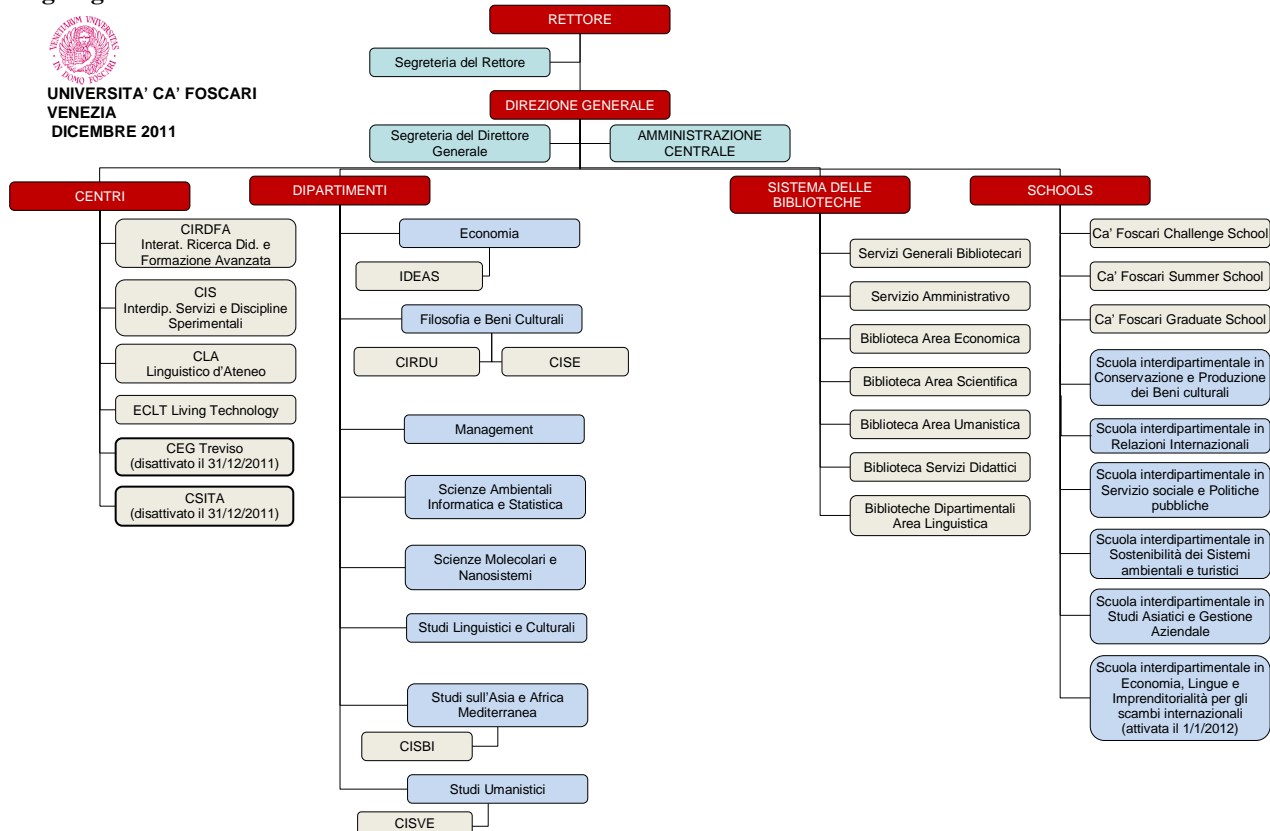 VENETIARUM UNIVERSITAS
IN DOMO FOSCARI
UNIVERSITA' CA' FOSCARI
VENEZIA
DICEMBRE 2011
RETTORE
Segreteria del Rettore
DIREZIONE GENERALE
Segreteria del Direttore
Generale
AMMINISTRAZIONE
CENTRALE
CENTRI
CIRDFA
Interat. Ricerca Did. e
Formazione Avanzata
CIS
Interdip. Servizi e Discipline
Sperimentali
CLA
Linguistico d'Ateneo
ECLT Living Technology
CEG Treviso
(disattivato il 31/12/2011)
CSITA
(disattivato il 31/12/2011)
DIPARTIMENTI
Economia
IDEAS
Filosofia e Beni Culturali
CIRDU
CISE
Management
Scienze Ambientali
Informatica e Statistica
Scienze Molecolari e
Nanosistemi
Studi Linguistici e Culturali
Studi sull'Asia e Africa
Mediterranea
CISBI
Studi Umanistici
CISVE
SISTEMA DELLE
BIBLIOTECHE
Servizi Generali Bibliotecari
Servizio Amministrativo
Biblioteca Area Economica
Biblioteca Area Scientifica
Biblioteca Area Umanistica
Biblioteca Servizi Didattici
Biblioteche Dipartimentali
Area Linguistica
SCHOOLS
Ca' Foscari Challenge School
Ca' Foscari Summer School
Ca' Foscari Graduate School
Scuola interdipartimentale in
Conservazione e Produzione
dei Beni culturali
Scuola interdipartimentale in
Relazioni Internazionali
Scuola interdipartimentale in
Servizio sociale e Politiche
pubbliche
Scuola interdipartimentale in
Sostenibilità dei Sistemi
ambientali e turistici
Scuola interdipartimentale in
Studi Asiatici e Gestione
Aziendale
Scuola interdipartimentale in
Economia, Lingue e
Imprenditorialità per gli
scambi internazionali
(attivata il 1/1/2012)